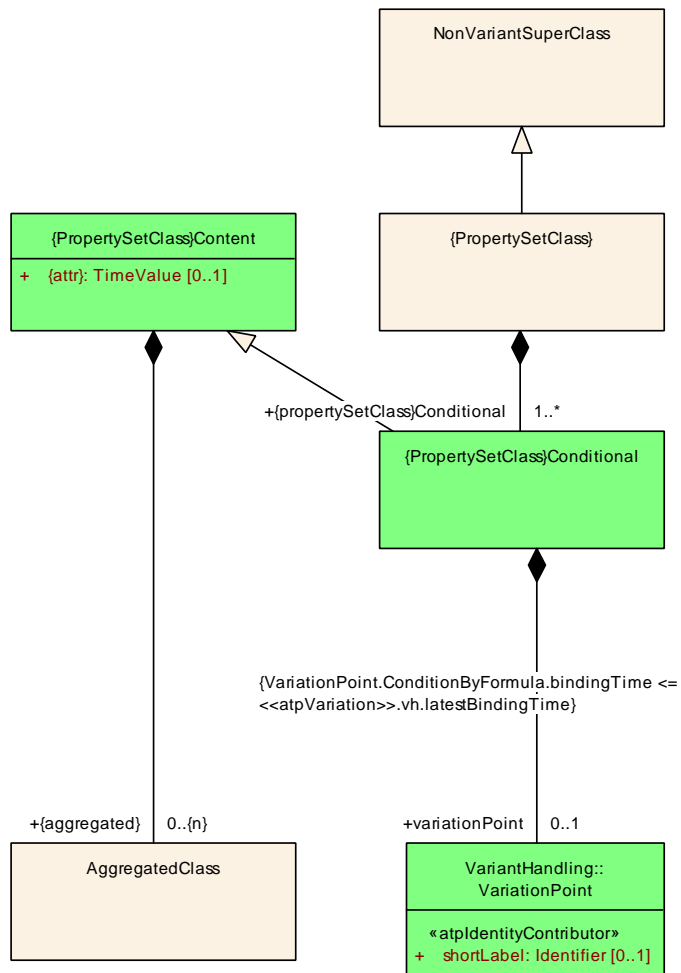 NonVariantSuperClass
{PropertySetClass}Content
+ {attr}: TimeValue [0..1]
{PropertySetClass}
+{propertySetClass}Conditional 1..*
{PropertySetClass}Conditional
{VariationPoint.ConditionByFormula.bindingTime <=
<<atpVariation>>.vh.latestBindingTime}
+{aggregated} 0..{n}
+variationPoint 0..1
AggregatedClass
VariantHandling::
VariationPoint
«atpIdentityContributor»
+ shortLabel: Identifier [0..1]